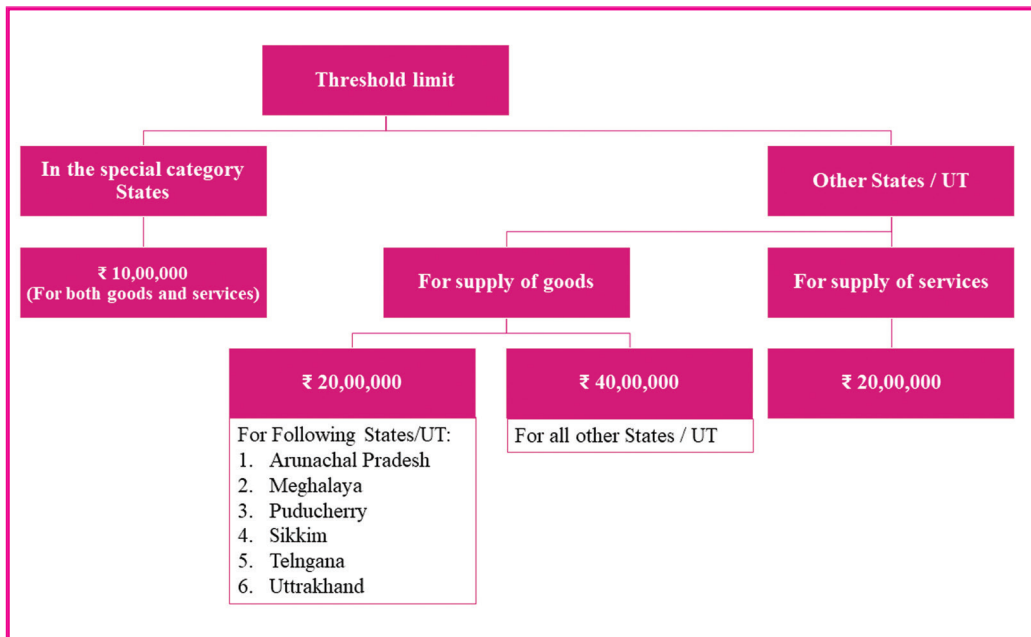 Threshold limit
In the special category
States
Other States / UT
₹ 10,00,000
(For both goods and services)
For supply of goods
For supply of services
₹ 20,00,000
₹ 40,00,000
₹ 20,00,000
For Following States/UT:
1. Arunachal Pradesh
2. Meghalaya
3. Puducherry
4. Sikkim
5. Telngana
6. Uttrakhand
For all other States / UT